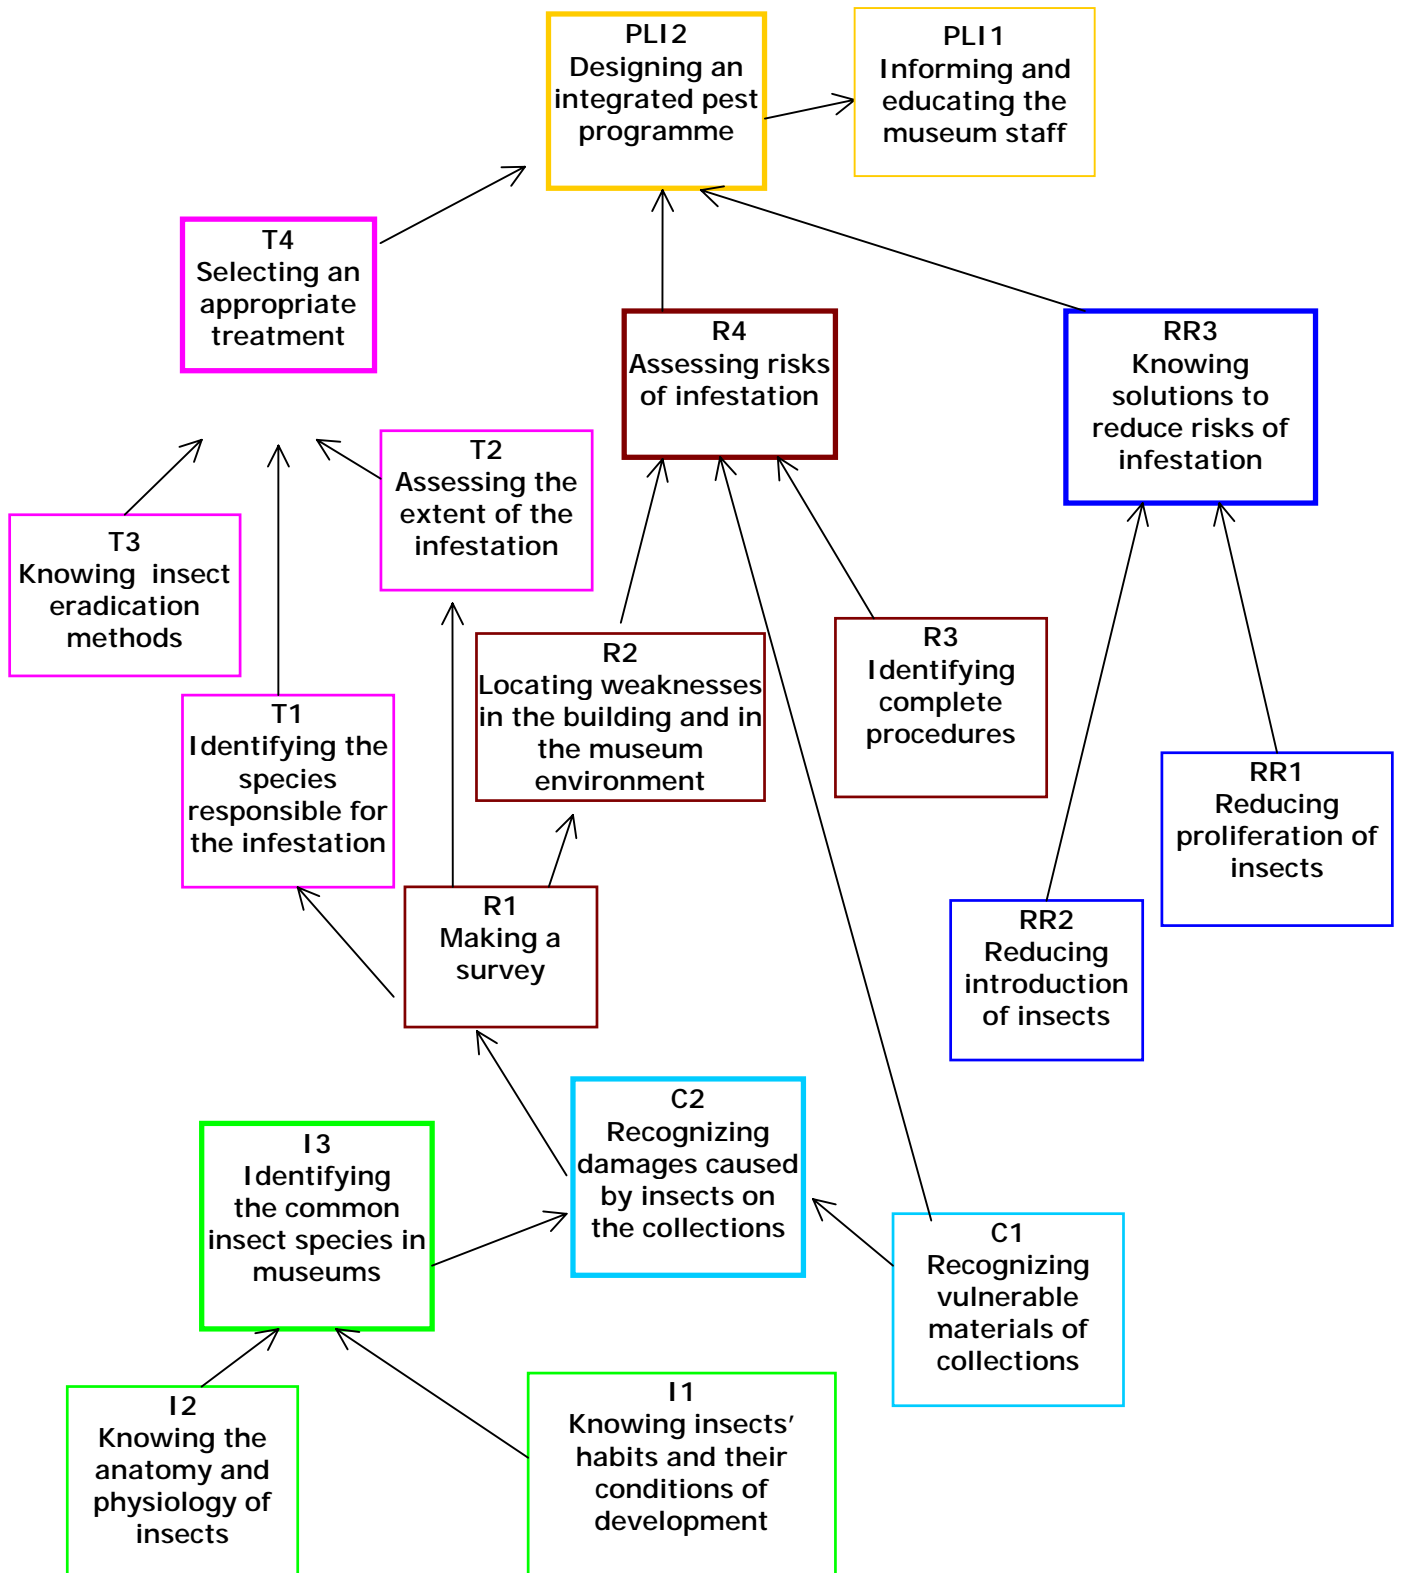 PLI2
Designing an
integrated pest
programme
PLI1
Informing and
educating the
museum staff
T4
Selecting an
appropriate
treatment
R4
Assessing risks
of infestation
RR3
Knowing
solutions to
reduce risks of
infestation
T2
Assessing the
extent of the
infestation
T3
Knowing  insect
eradication
methods
R2
Locating weaknesses
in the building and in
the museum
environment
R3
Identifying
complete
procedures
T1
Identifying the
species
responsible for
the infestation
RR1
Reducing
proliferation of
insects
R1
Making a
survey
RR2
Reducing
introduction
of insects
C2
Recognizing
damages caused
by insects on
the collections
I3
Identifying
the common
insect species in
museums
C1
Recognizing
vulnerable
materials of
collections
I2
Knowing the
anatomy and
physiology of
insects
I1
Knowing insects’
habits and their
conditions of
development